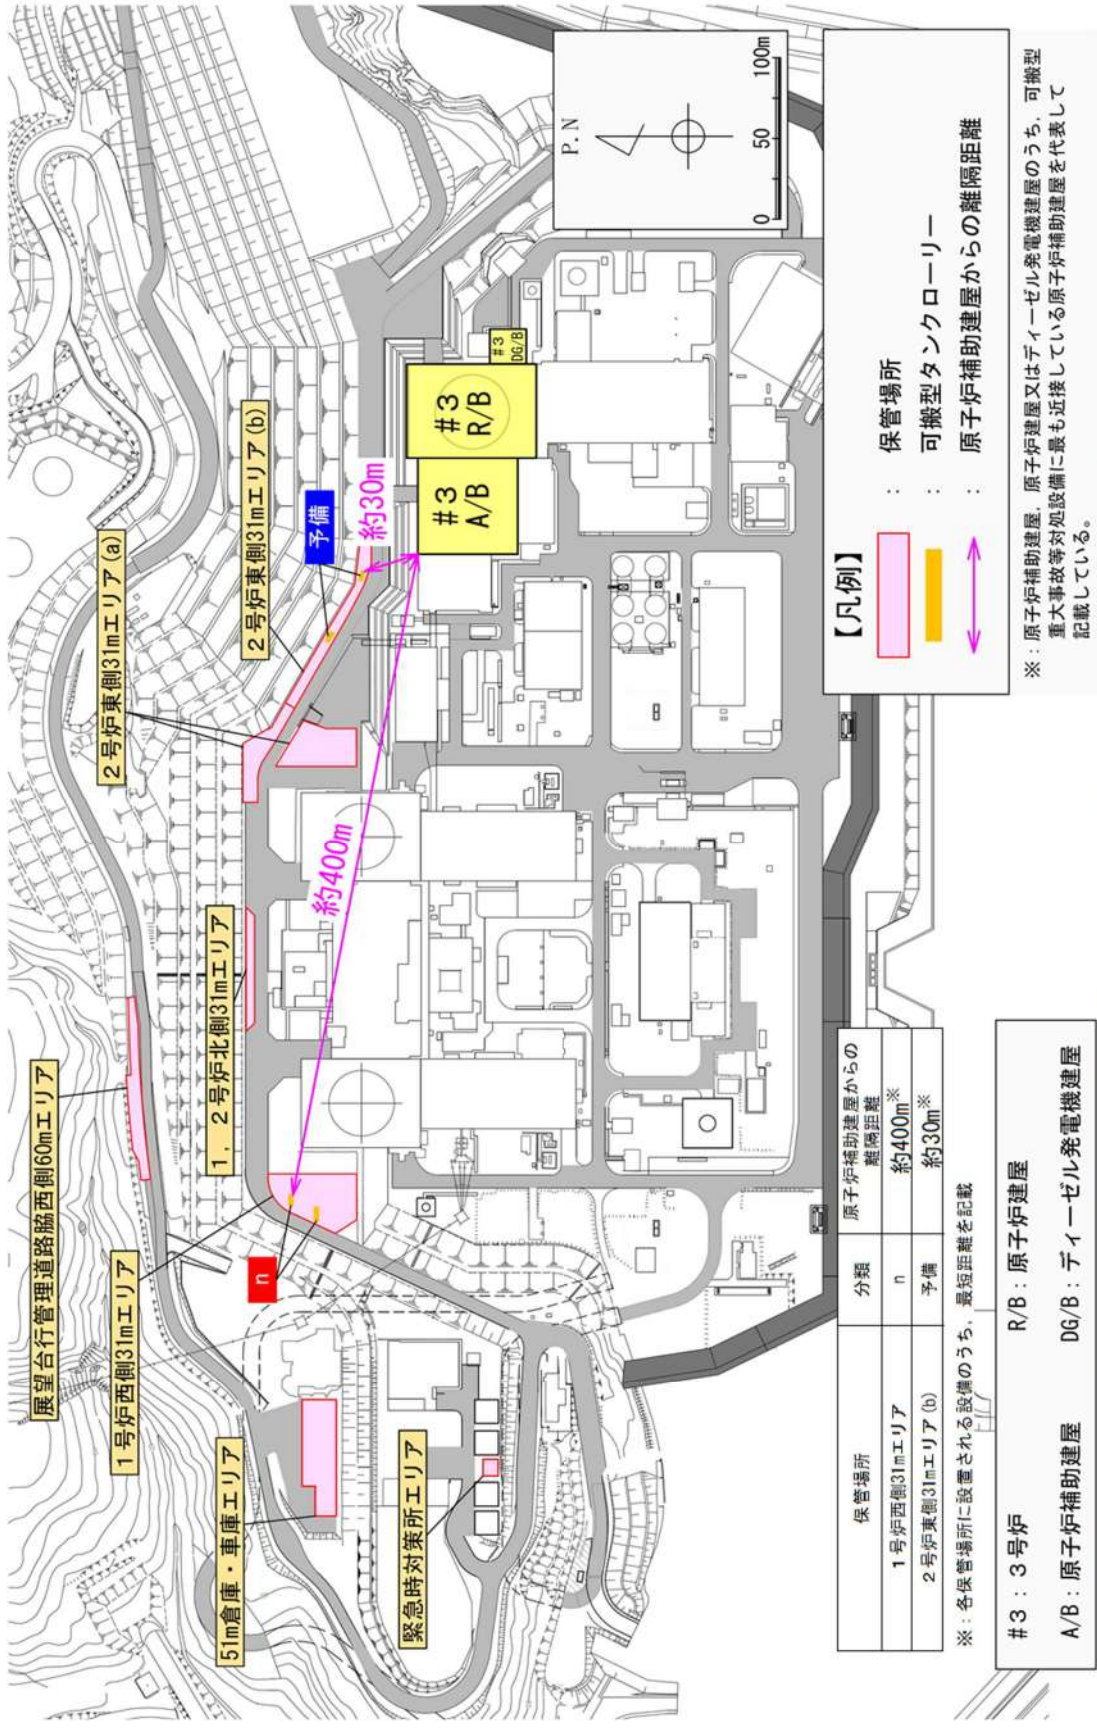 展望台行管理道路脇西側60mエリア
1号炉西側31mエリア
51m倉庫・車庫エリア
緊急時対策所エリア
1,2号炉北側31mエリア
2号炉東側31mエリア(a)
2号炉東側31mエリア(b)
n
予備
約400m
約30m
#3
A/B
#3
R/B
#3
DG/B
P.N
0 50 100m
【凡例】
: 保管場所
: 可搬型タンクローリー
: 原子炉補助建屋からの離隔距離
※:原子炉補助建屋,原子炉建屋又はディーゼル発電機建屋のうち,可搬型
重大事故等対処設備に最も近接している原子炉補助建屋を代表して
記載している。
保管場所 分類 原子炉補助建屋からの
離隔距離
1号炉西側31mエリア n 約400m※
2号炉東側31mエリア(b) 予備 約30m※
※:各保管場所に設置される設備のうち,最短距離を記載
#3:3号炉 R/B:原子炉建屋
A/B:原子炉補助建屋 DG/B:ディーゼル発電機建屋